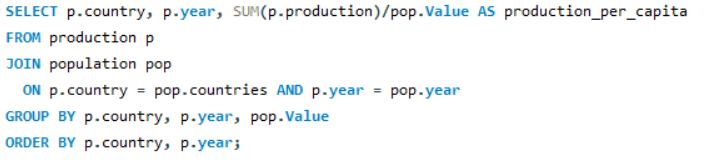 SELECT p.country, p.year, SUM(p.production)/pop.Value AS production_per_capita
FROM production p
JOIN population pop
  ON p.country = pop.countries AND p.year = pop.year
GROUP BY p.country, p.year, pop.Value
ORDER BY p.country, p.year;